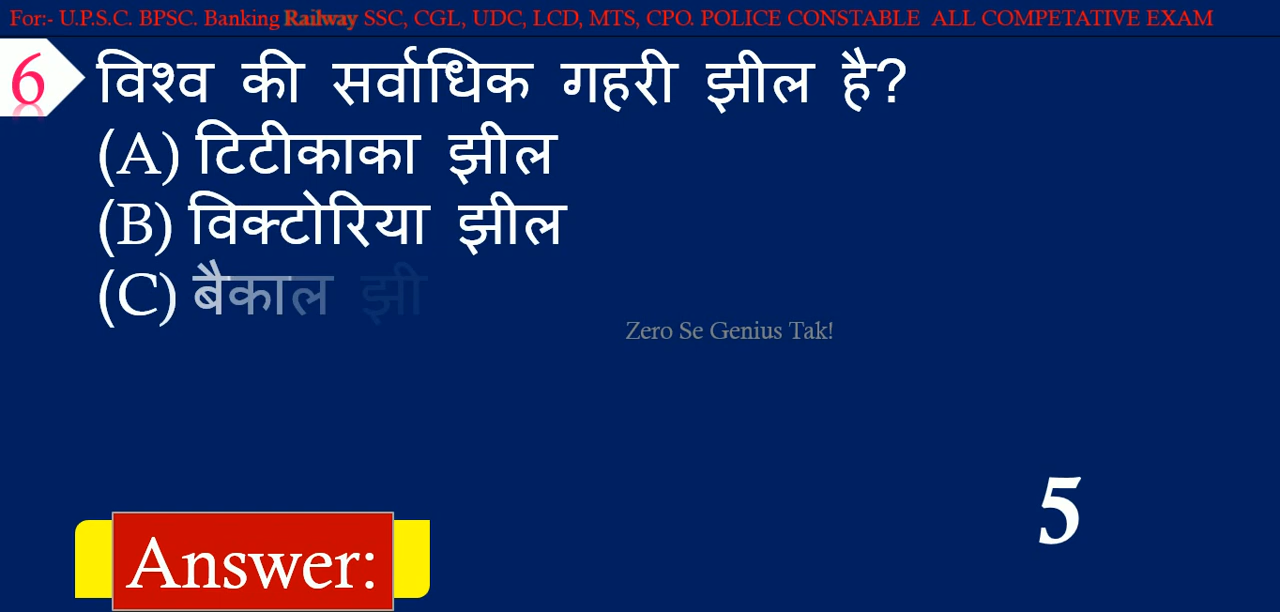 For:- U.P.S.C. BPSC. Banking Railway SSC, CGL, UDC, LCD, MTS, CPO. POLICE CONSTABLE ALL COMPETATIVE EXAM
6 विश्व की सर्वाधिक गहरी झील है?
(A) टिटीकाका झील
(B) विक्टोरिया झील
(C) बैकाल झी
Zero Se Genius Tak!
5
Answer: